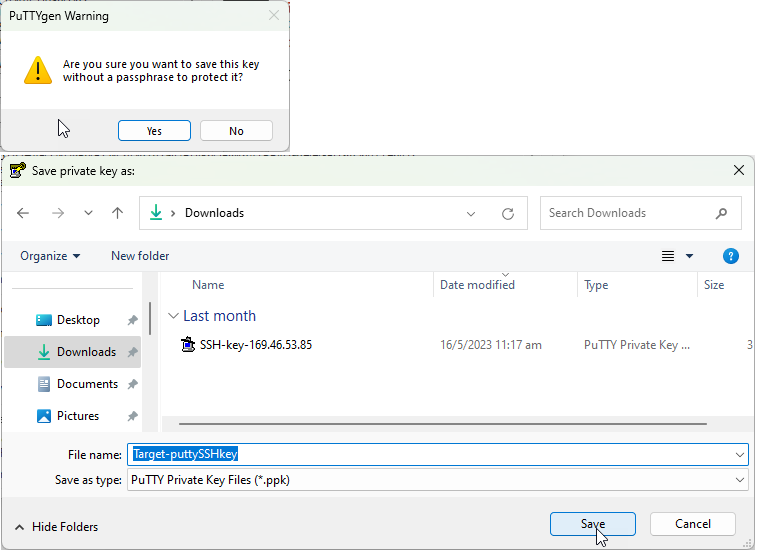 PuTTYgen Warning
Are you sure you want to save this key
without a passphrase to protect it?
Yes
No
Save private key as:
Downloads
Search Downloads
Organize
New folder
Name
Date modified
Type
Size
Desktop
Downloads
Documents
Pictures
Last month
SSH-key-169.46.53.85
16/5/2023 11:17 am
PuTTY Private Key ...
3
File name:
Target-puttySSHkey
Save as type:
PuTTY Private Key Files (*.ppk)
Hide Folders
Save
Cancel